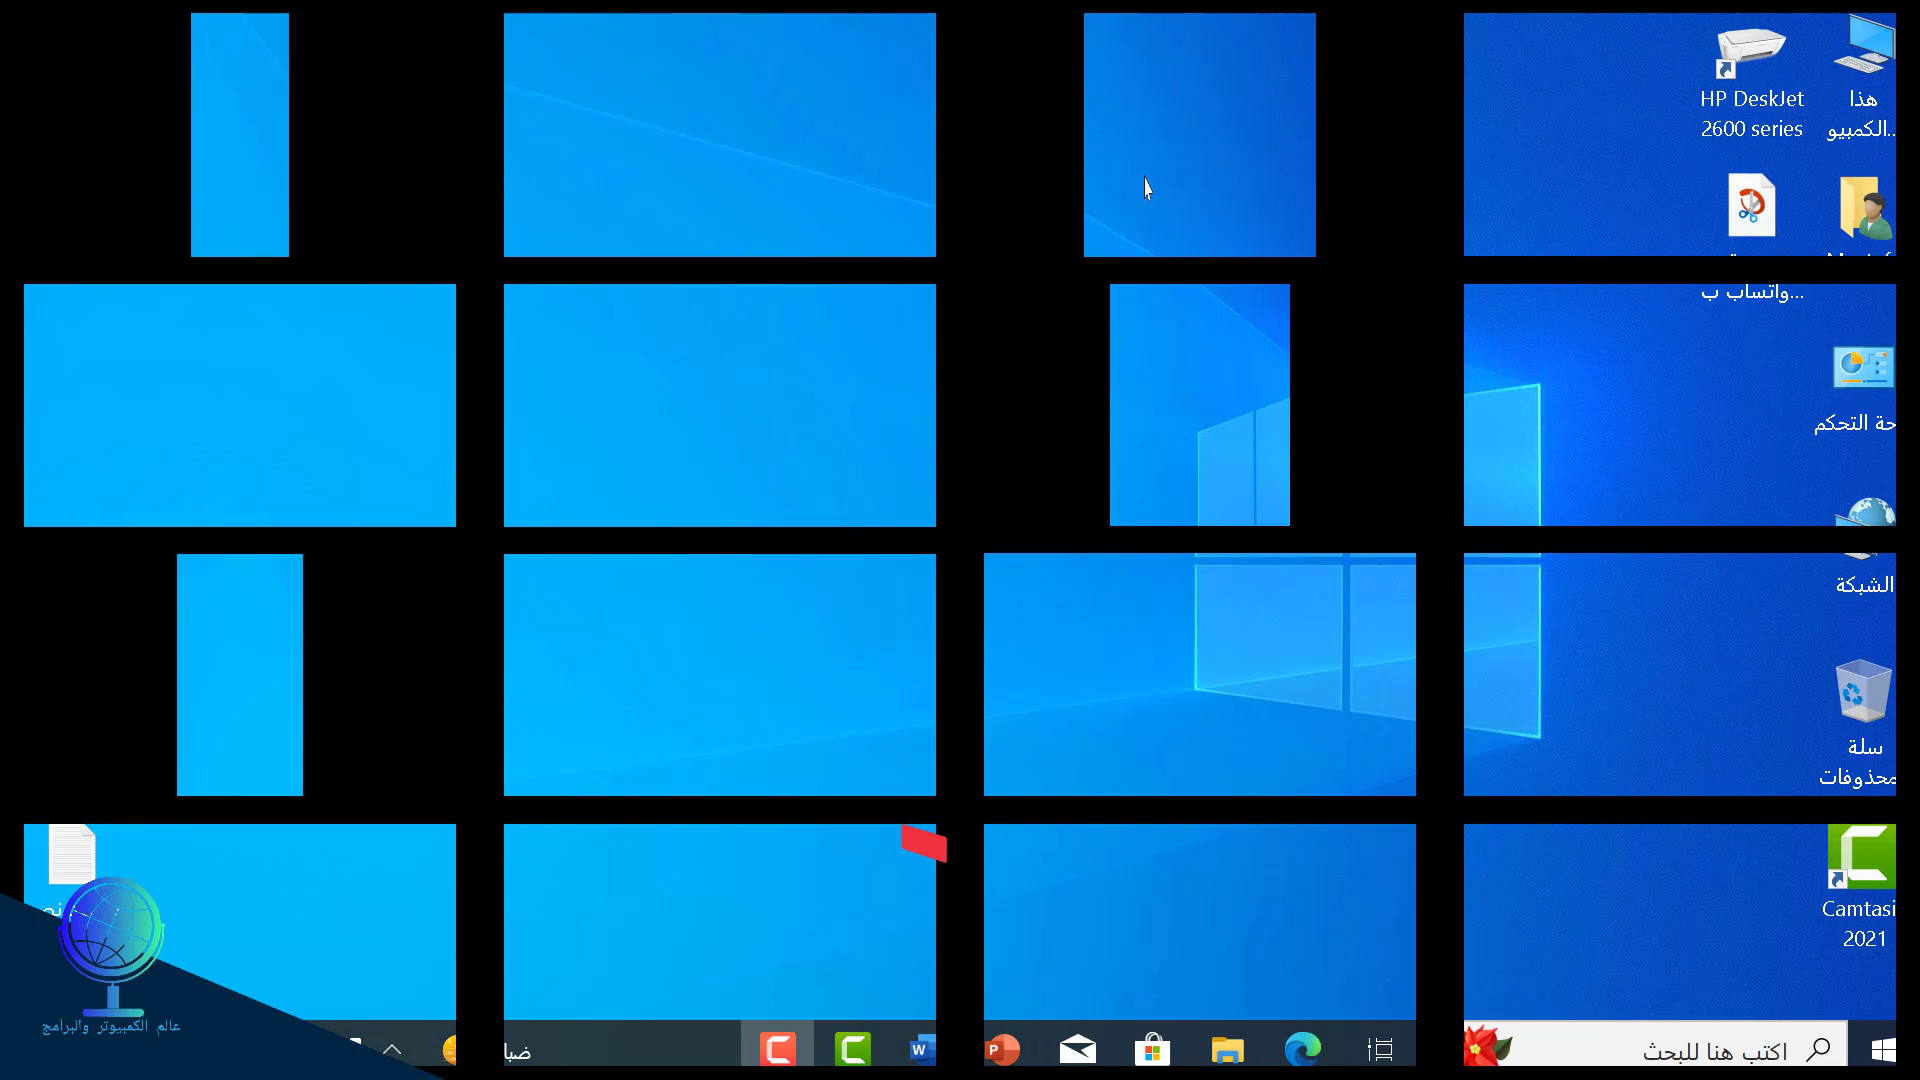 هذا
الكمبيو...
HP DeskJet
2600 series
واتساب ب...
حة التحكم
الشبكة
سلة
محذوفات
Camtasi
2021
عالم الكمبيوتر والبرامج
ضبا
اكتب هنا للبحث